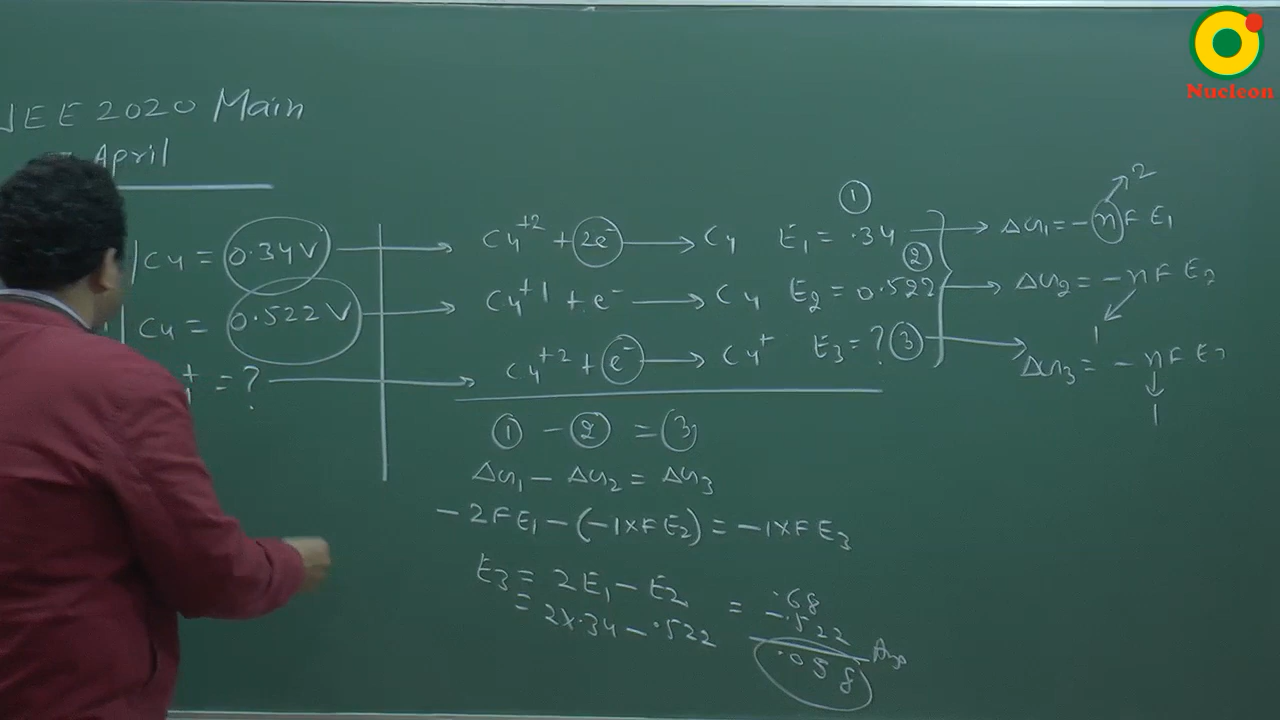 Nucleon
JEE 2020 Main
April
|Cu = 0.34V
|Cu = 0.522V
+ = ?
Cu+2 + 2e- → Cu E1 = .34 ①
Cu+1 + e- → Cu E2 = 0.522 ②
Cu+2 + e- → Cu+ E3 = ? ③
ΔG1 = -nFE1
2
ΔG2 = -nFE2
1
ΔG3 = -nFE
1
① - ② = ③
ΔG1 - ΔG2 = ΔG3
-2FE1 - (-1×FE2) = -1×FE3
E3 = 2E1 - E2
= 2×.34 - .522
= .68
-.522
.058 Ans